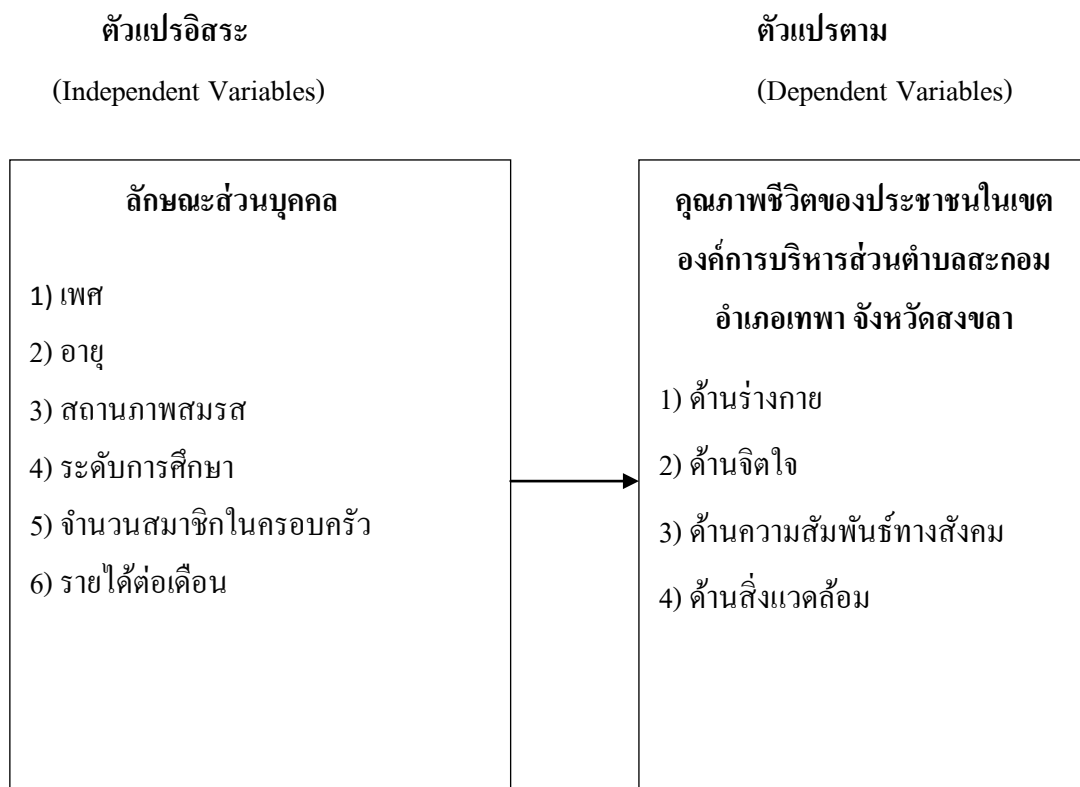 ตัวแปรอิสระ
(Independent Variables)
ตัวแปรตาม
(Dependent Variables)
ลักษณะส่วนบุคคล
1) เพศ
2) อายุ
3) สถานภาพสมรส
4) ระดับการศึกษา
5) จำนวนสมาชิกในครอบครัว
6) รายได้ต่อเดือน
คุณภาพชีวิตของประชาชนในเขต
องค์การบริหารส่วนตำบลสะกอม
อำเภอเทพา จังหวัดสงขลา
1) ด้านร่างกาย
2) ด้านจิตใจ
3) ด้านความสัมพันธ์ทางสังคม
4) ด้านสิ่งแวดล้อม